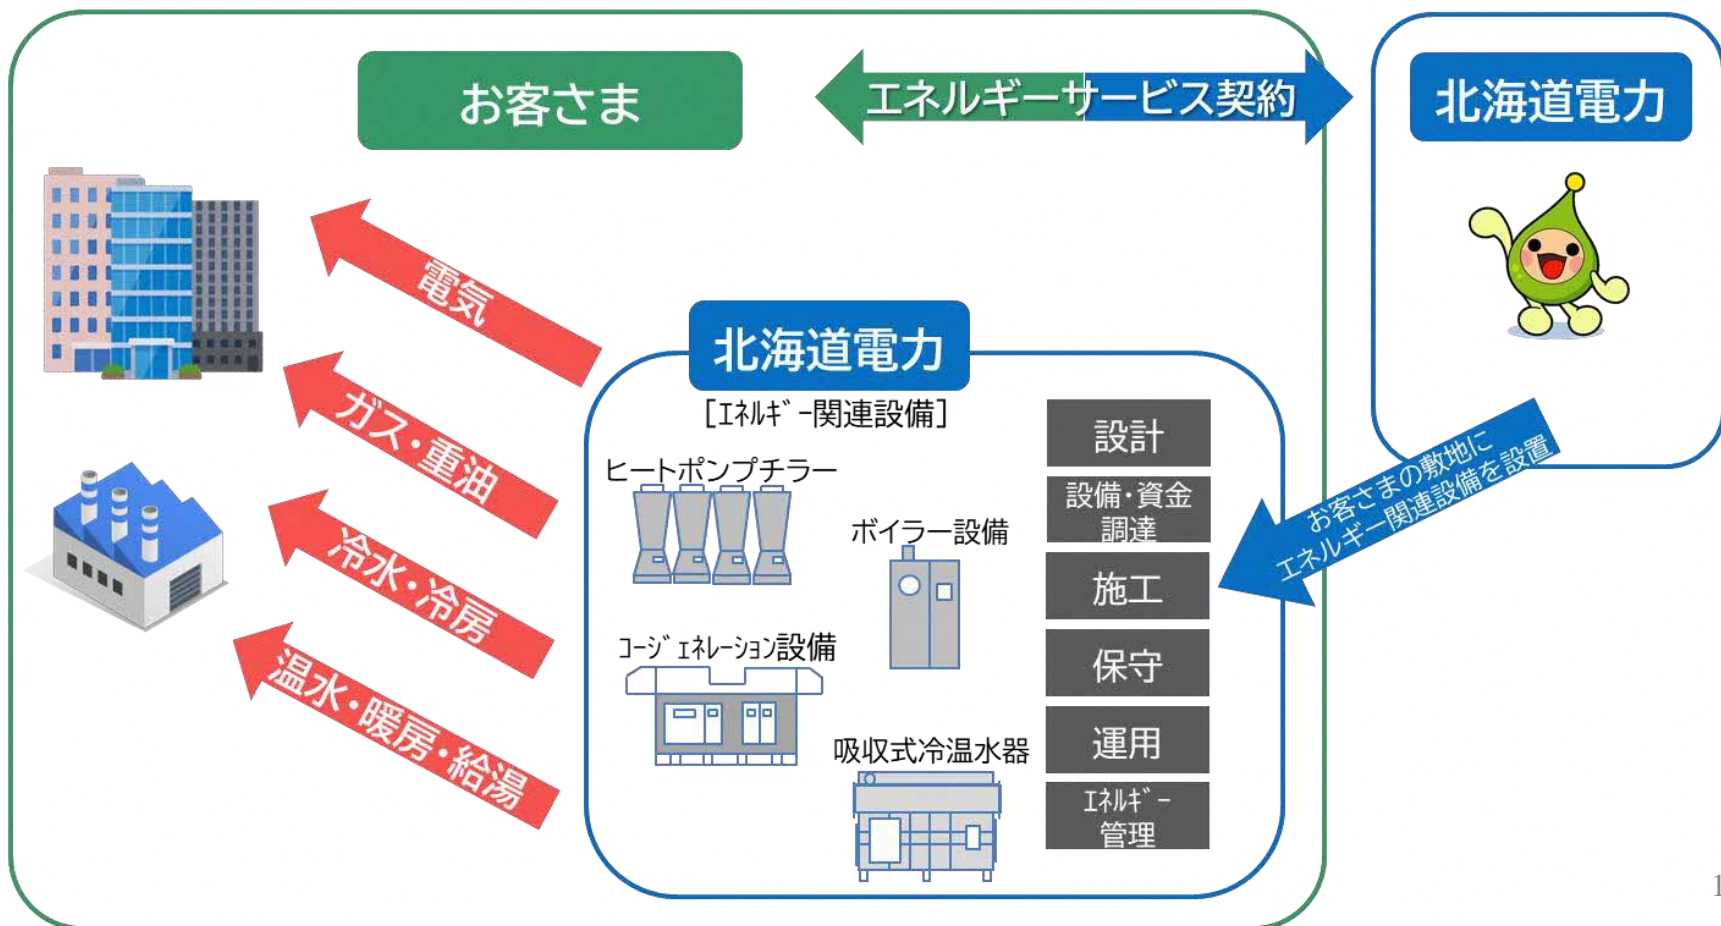 お客さま
エネルギーサービス契約
北海道電力
電気
ガス・重油
冷水・冷房
温水・暖房・給湯
北海道電力
[エネルギー関連設備]
ヒートポンプチラー
ボイラー設備
コージェネレーション設備
吸収式冷温水器
設計
設備・資金
調達
施工
保守
運用
エネルギー
管理
お客さまの敷地に
エネルギー関連設備を設置
1